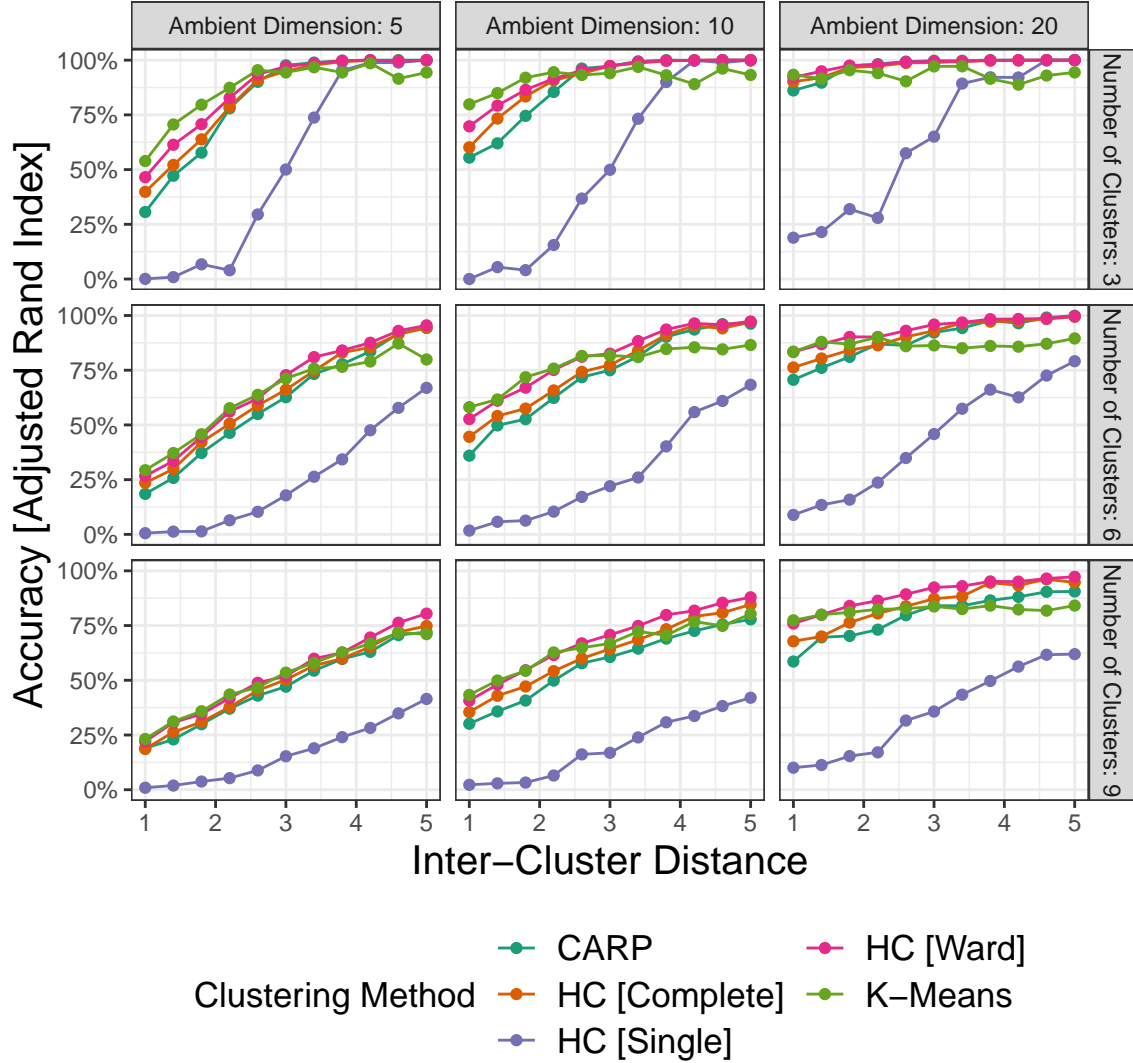 Ambient Dimension: 5
Ambient Dimension: 10
Ambient Dimension: 20
Accuracy [Adjusted Rand Index]
100%
75%
50%
25%
0%
Number of Clusters: 3
100%
75%
50%
25%
0%
Number of Clusters: 6
100%
75%
50%
25%
0%
Number of Clusters: 9
1 2 3 4 5
1 2 3 4 5
1 2 3 4 5
Inter−Cluster Distance
Clustering Method
CARP
HC [Complete]
HC [Single]
HC [Ward]
K−Means